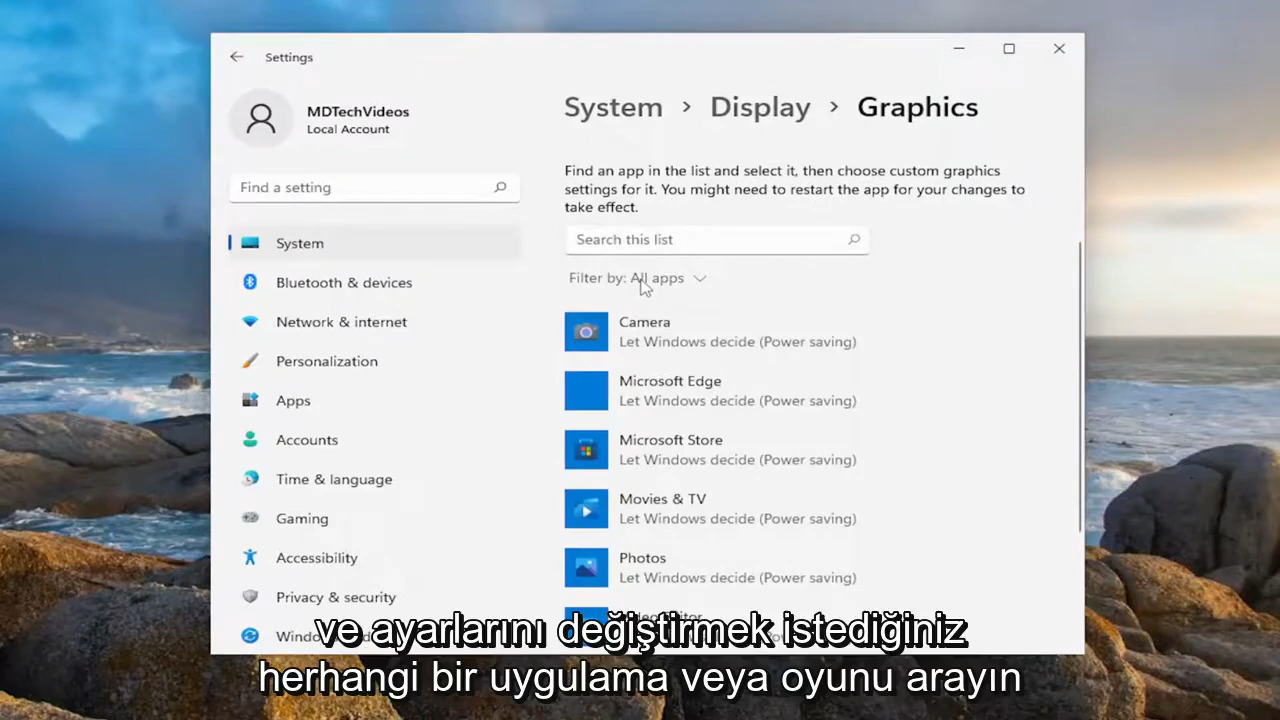 Settings
MDTechVideos
Local Account
Find a setting
System
Bluetooth & devices
Network & internet
Personalization
Apps
Accounts
Time & language
Gaming
Accessibility
Privacy & security
System > Display > Graphics
Find an app in the list and select it, then choose custom graphics
settings for it. You might need to restart the app for your changes to
take effect.
Search this list
Filter by: All apps
Camera
Let Windows decide (Power saving)
Microsoft Edge
Let Windows decide (Power saving)
Microsoft Store
Let Windows decide (Power saving)
Movies & TV
Let Windows decide (Power saving)
Photos
Let Windows decide (Power saving)
ve ayarlarını değiştirmek istediğiniz
herhangi bir uygulama veya oyunu arayın